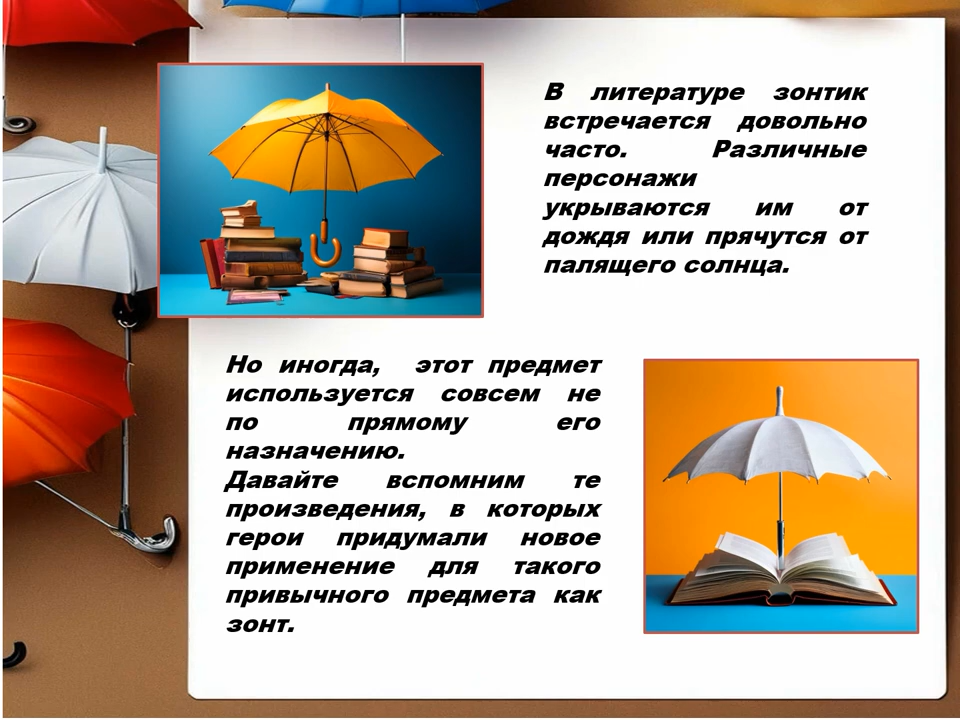 В литературе зонтик
встречается довольно
часто. Различные
персонажи
укрываются им от
дождя или прячутся от
палящего солнца.
Но иногда, этот предмет
используется совсем не
по прямому его
назначению.
Давайте вспомним те
произведения, в которых
герои придумали новое
применение для такого
привычного предмета как
зонт.